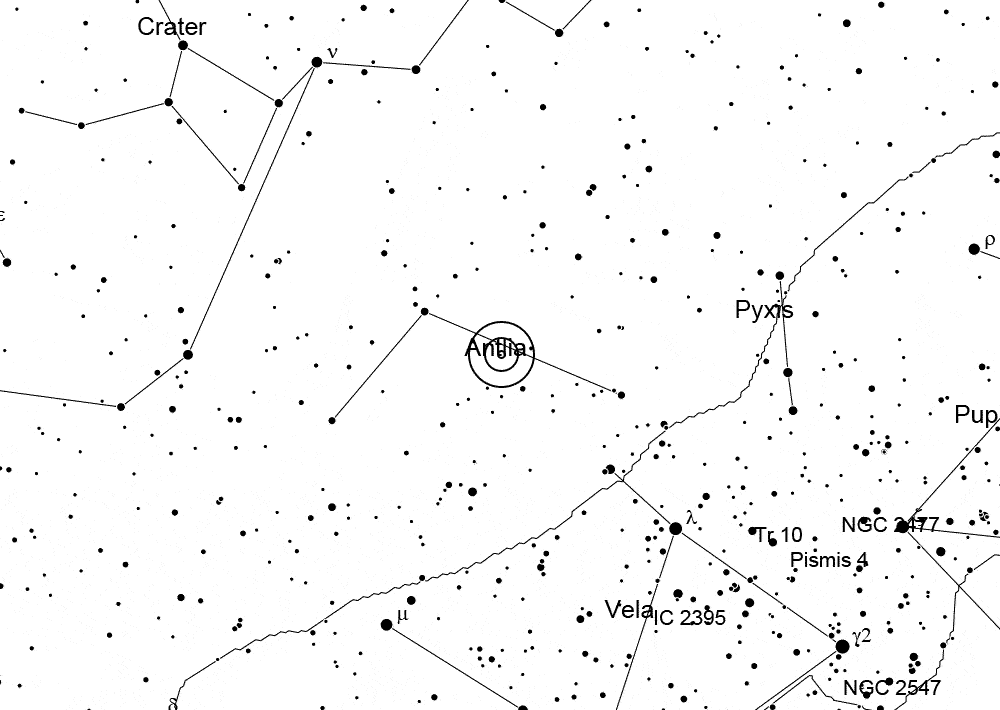 Crater
ν
ε
ρ
Pyxis
Antlia
Pup
λ
NGC 2477
Tr 10
Pismis 4
Vela
IC 2395
μ
γ2
NGC 2547
δ